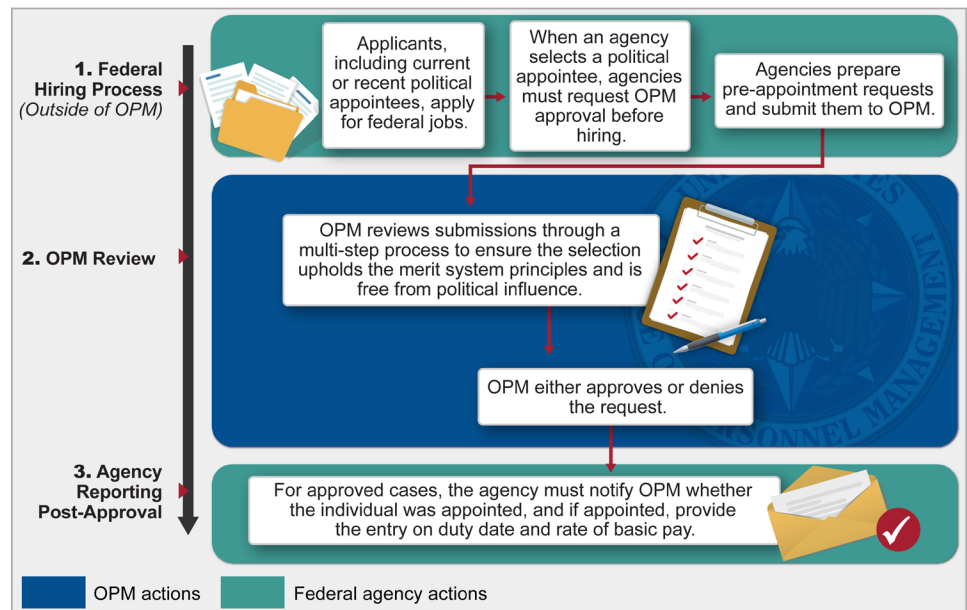 1. Federal
Hiring Process
(Outside of OPM)
Applicants,
including current
or recent political
appointees, apply
for federal jobs.
When an agency
selects a political
appointee, agencies
must request OPM
approval before
hiring.
Agencies prepare
pre-appointment requests
and submit them to OPM.
2. OPM Review
OPM reviews submissions through a
multi-step process to ensure the selection
upholds the merit system principles and is
free from political influence.
OPM either approves or denies
the request.
PERSONNEL MANAGEMENT
3. Agency
Reporting
Post-Approval
For approved cases, the agency must notify OPM whether
the individual was appointed, and if appointed, provide
the entry on duty date and rate of basic pay.
OPM actions
Federal agency actions